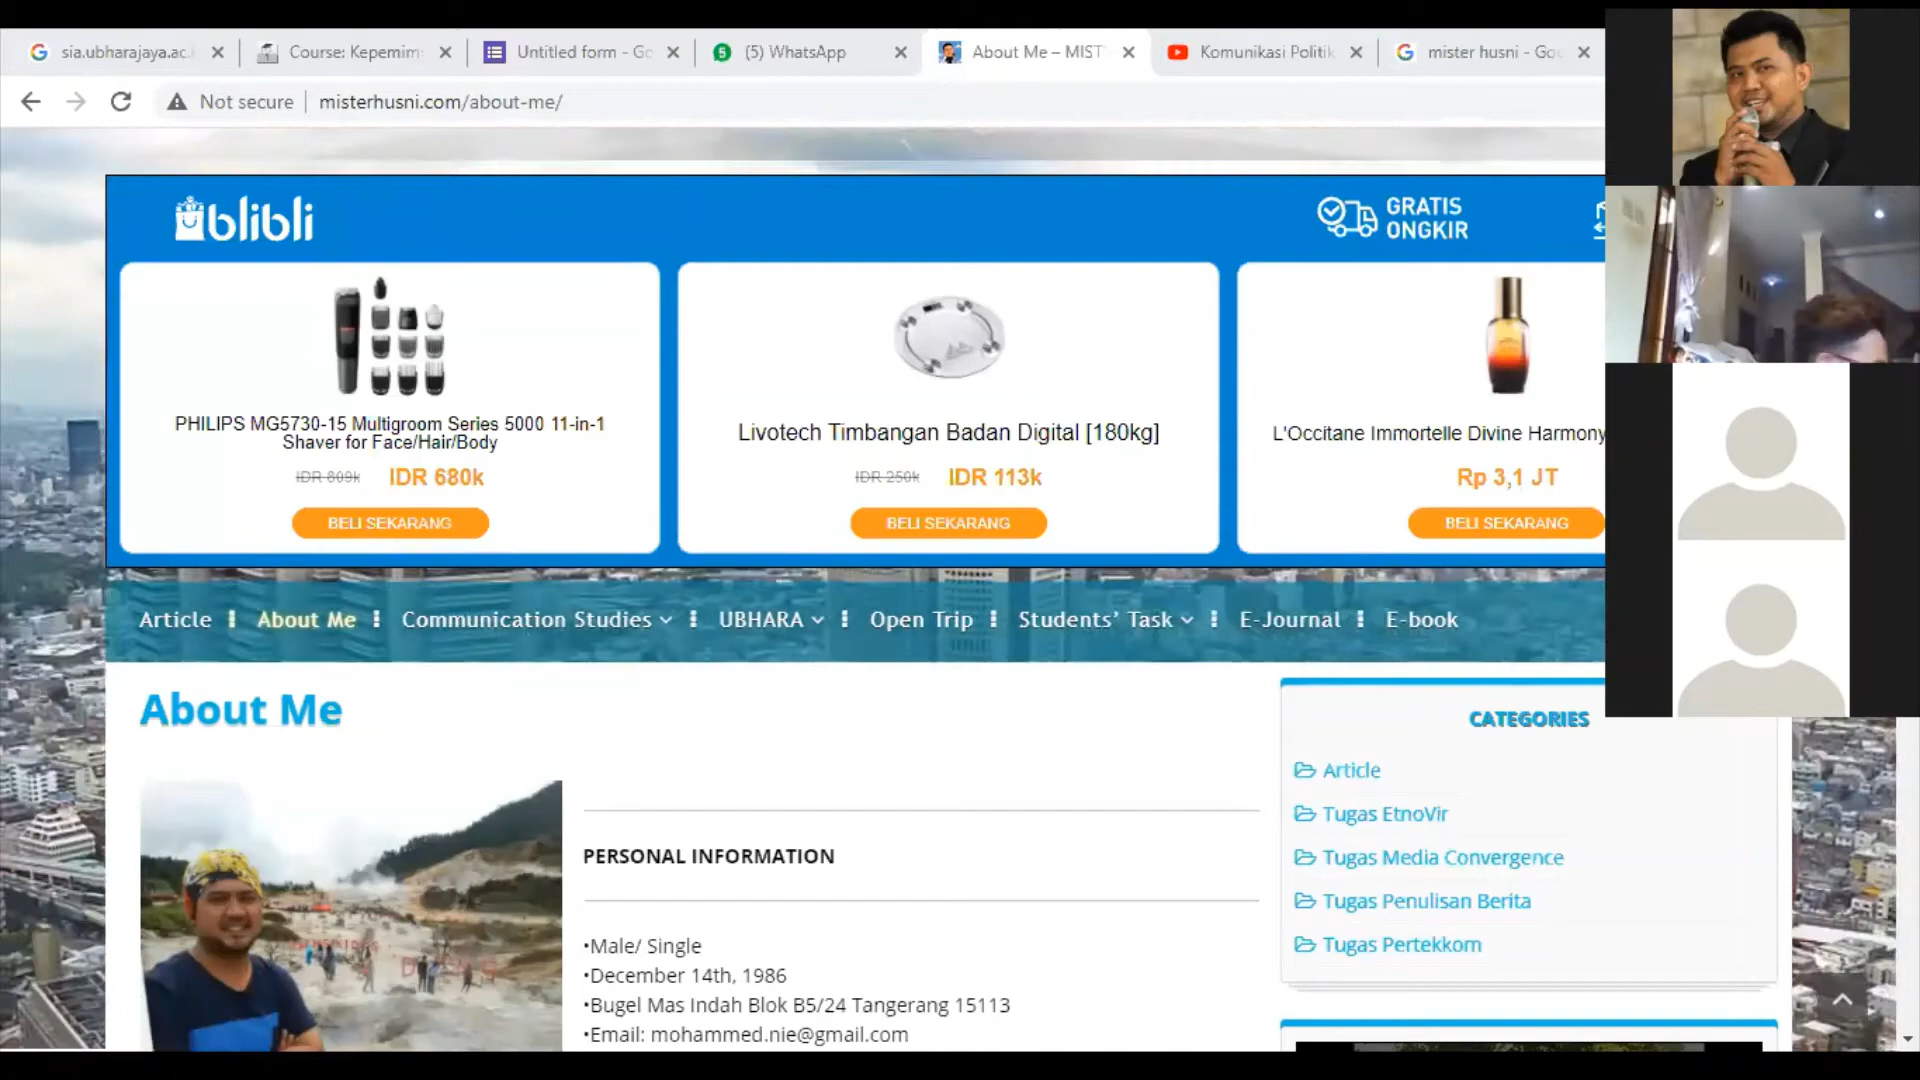 sia.ubharajaya.ac.i
Course: Kepemim
Untitled form - Go
(5) WhatsApp
About Me – MIST
Komunikasi Politik
mister husni - Goo
Not secure
misterhusni.com/about-me/
blibli
GRATIS
ONGKIR
PHILIPS MG5730-15 Multigroom Series 5000 11-in-1
Shaver for Face/Hair/Body
IDR 809k IDR 680k
BELI SEKARANG
Livotech Timbangan Badan Digital [180kg]
IDR 250k IDR 113k
BELI SEKARANG
L'Occitane Immortelle Divine Harmony
Rp 3,1 JT
BELI SEKARANG
Article
About Me
Communication Studies
UBHARA
Open Trip
Students’ Task
E-Journal
E-book
About Me
PERSONAL INFORMATION
•Male/ Single
•December 14th, 1986
•Bugel Mas Indah Blok B5/24 Tangerang 15113
•Email: mohammed.nie@gmail.com
CATEGORIES
Article
Tugas EtnoVir
Tugas Media Convergence
Tugas Penulisan Berita
Tugas Pertekkom